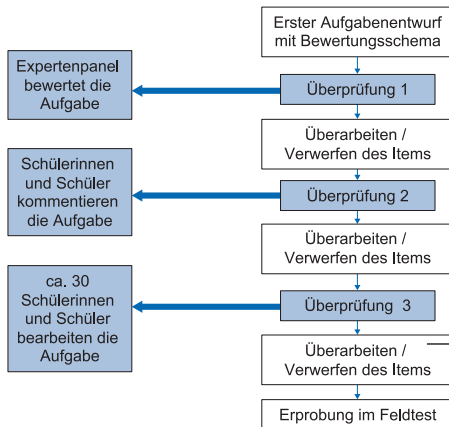 Erster Aufgabenentwurf
mit Bewertungsschema
Expertenpanel
bewertet die
Aufgabe
Überprüfung 1
Überarbeiten /
Verwerfen des Items
Schülerinnen
und Schüler
kommentieren
die Aufgabe
Überprüfung 2
Überarbeiten /
Verwerfen des Items
ca. 30
Schülerinnen
und Schüler
bearbeiten die
Aufgabe
Überprüfung 3
Überarbeiten /
Verwerfen des Items
Erprobung im Feldtest